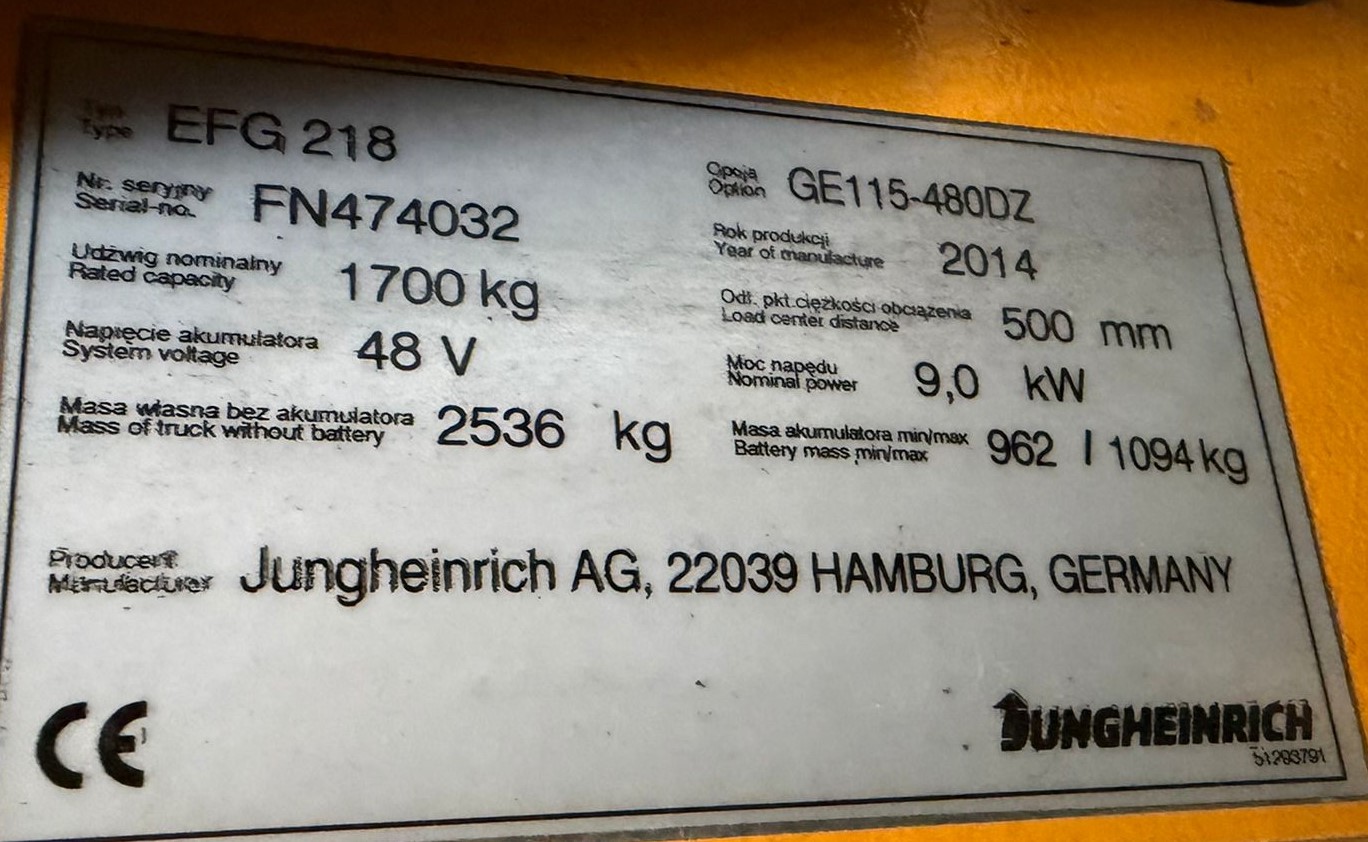 Typ
Type EFG 218
Opcja
Option GE115-480DZ
Nr. seryjny
Serial-no. FN474032
Rok produkcji
Year of manufacture 2014
Udźwig nominalny
Rated capacity 1700 kg
Odł. pkt.ciężkości obciążenia
Load center distance 500 mm
Napięcie akumulatora
System voltage 48 V
Moc napędu
Nominal power 9,0 kW
Masa własna bez akumulatora
Mass of truck without battery 2536 kg
Masa akumulatora min/max
Battery mass min/max 962 / 1094 kg
Producent
Manufacturer Jungheinrich AG, 22039 HAMBURG, GERMANY
CE
JUNGHEINRICH
51293791